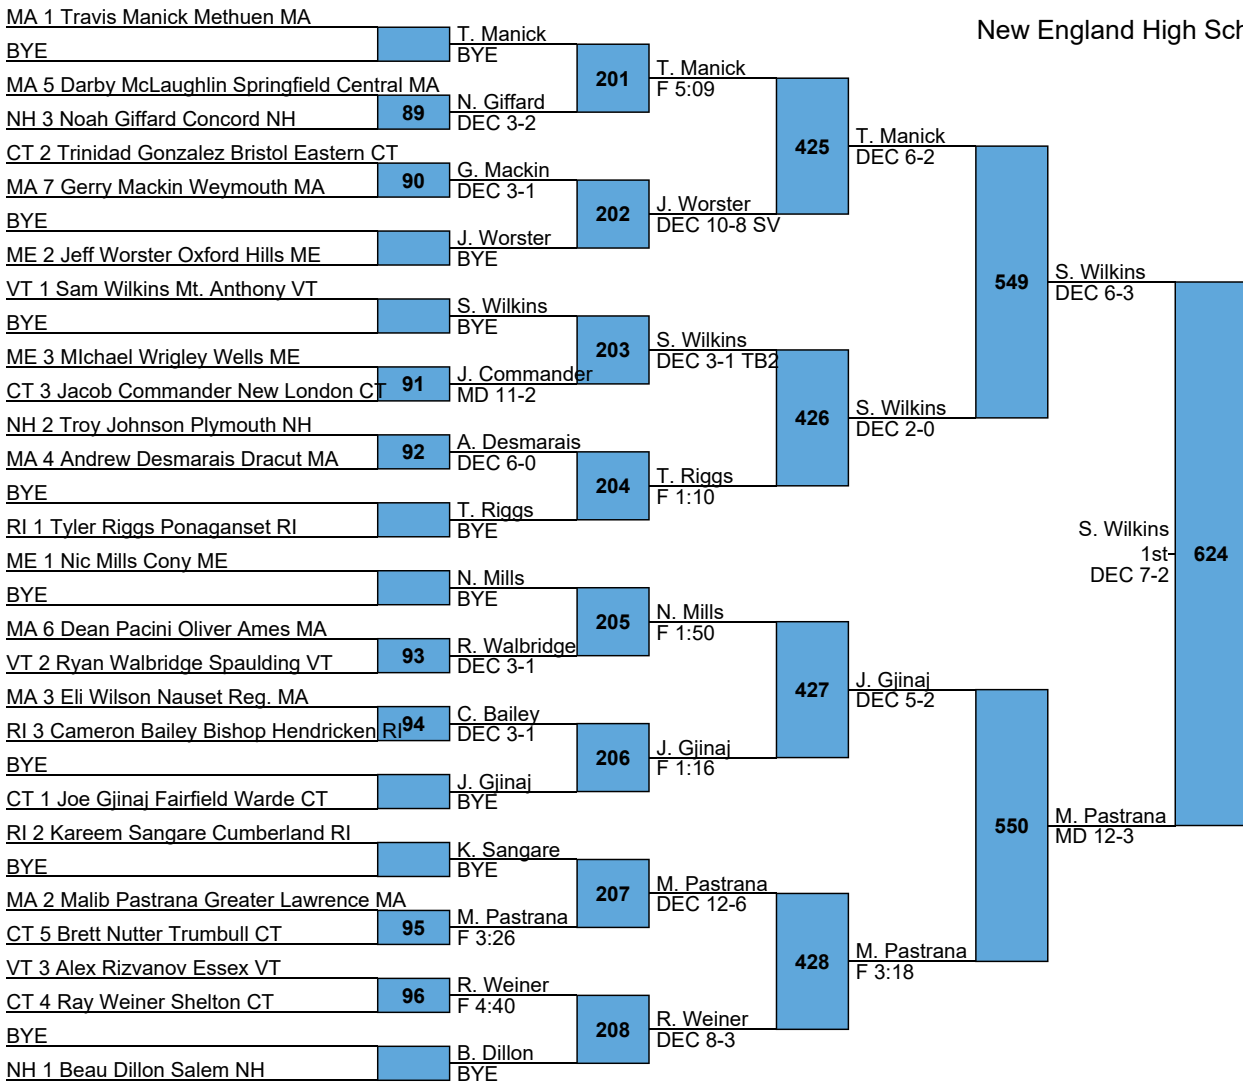 New England High Sch
MA 1 Travis Manick Methuen MA
BYE
MA 5 Darby McLaughlin Springfield Central MA
NH 3 Noah Giffard Concord NH
CT 2 Trinidad Gonzalez Bristol Eastern CT
MA 7 Gerry Mackin Weymouth MA
BYE
ME 2 Jeff Worster Oxford Hills ME
VT 1 Sam Wilkins Mt. Anthony VT
BYE
ME 3 MIchael Wrigley Wells ME
CT 3 Jacob Commander New London CT
NH 2 Troy Johnson Plymouth NH
MA 4 Andrew Desmarais Dracut MA
BYE
RI 1 Tyler Riggs Ponaganset RI
ME 1 Nic Mills Cony ME
BYE
MA 6 Dean Pacini Oliver Ames MA
VT 2 Ryan Walbridge Spaulding VT
MA 3 Eli Wilson Nauset Reg. MA
RI 3 Cameron Bailey Bishop Hendricken RI
BYE
CT 1 Joe Gjinaj Fairfield Warde CT
RI 2 Kareem Sangare Cumberland RI
BYE
MA 2 Malib Pastrana Greater Lawrence MA
CT 5 Brett Nutter Trumbull CT
VT 3 Alex Rizvanov Essex VT
CT 4 Ray Weiner Shelton CT
BYE
NH 1 Beau Dillon Salem NH
89
90
91
92
93
94
95
96
T. Manick
BYE
N. Giffard
DEC 3-2
G. Mackin
DEC 3-1
J. Worster
BYE
S. Wilkins
BYE
J. Commander
MD 11-2
A. Desmarais
DEC 6-0
T. Riggs
BYE
N. Mills
BYE
R. Walbridge
DEC 3-1
C. Bailey
DEC 3-1
J. Gjinaj
BYE
K. Sangare
BYE
M. Pastrana
F 3:26
R. Weiner
F 4:40
B. Dillon
BYE
201
202
203
204
205
206
207
208
T. Manick
F 5:09
J. Worster
DEC 10-8 SV
S. Wilkins
DEC 3-1 TB2
T. Riggs
F 1:10
N. Mills
F 1:50
J. Gjinaj
F 1:16
M. Pastrana
DEC 12-6
R. Weiner
DEC 8-3
425
426
427
428
T. Manick
DEC 6-2
S. Wilkins
DEC 2-0
J. Gjinaj
DEC 5-2
M. Pastrana
F 3:18
549
550
S. Wilkins
DEC 6-3
M. Pastrana
MD 12-3
624
S. Wilkins
1st
DEC 7-2